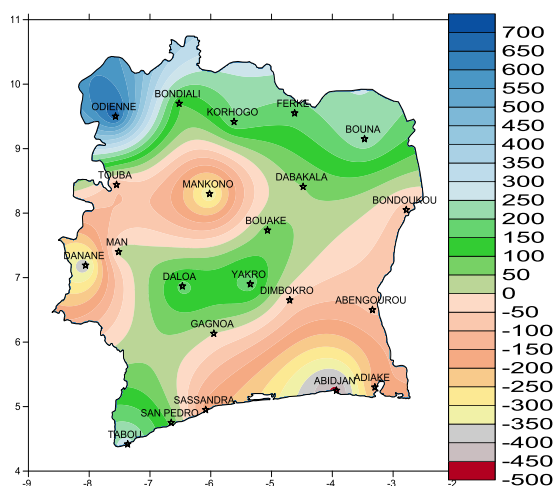 11
10
9
8
7
6
5
4
-9
-8
-7
-6
-5
-4
-3
-2
ODIENNE
BONDIALI
KORHOGO
FERKE
BOUNA
TOUBA
MANKONO
DABAKALA
BONDOUKOU
BOUAKE
MAN
DANANE
DALOA
YAKRO
DIMBOKRO
ABENGOUROU
GAGNOA
ABIDJAN
ADIAKE
SASSANDRA
SAN PEDRO
TABOU
700
650
600
500
450
400
350
300
250
200
150
100
50
0
-50
-100
-150
-200
-250
-300
-350
-400
-450
-500